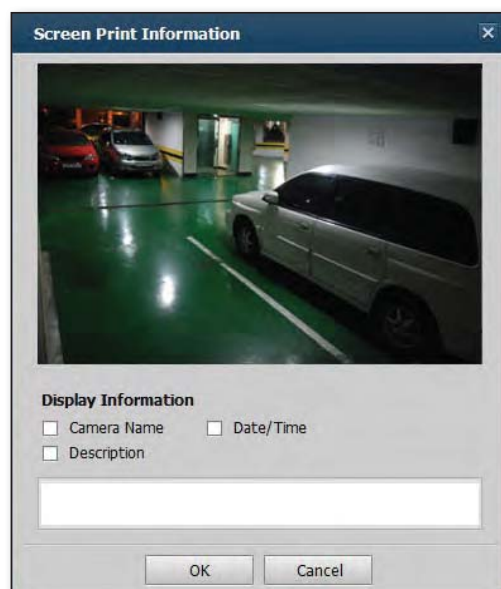 Screen Print Information
Display Information
Camera Name Date/Time
Description
OK Cancel